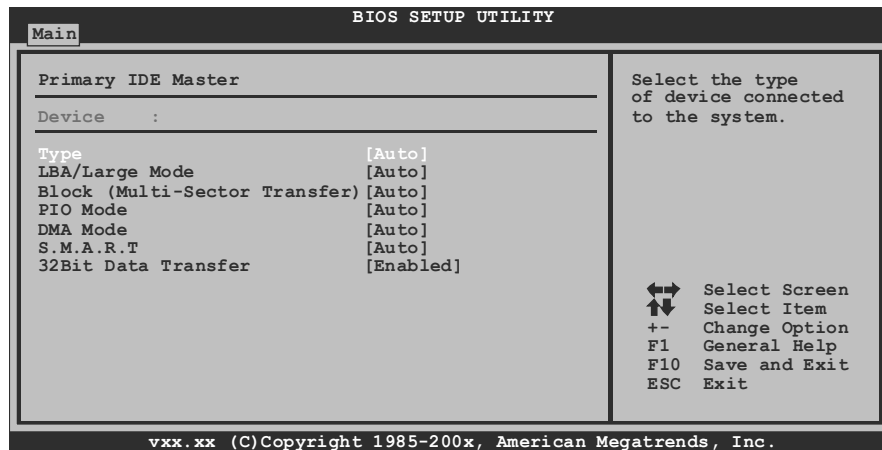 BIOS SETUP UTILITY
Main
Primary IDE Master
Device :
Type [Auto]
LBA/Large Mode [Auto]
Block (Multi-Sector Transfer) [Auto]
PIO Mode [Auto]
DMA Mode [Auto]
S.M.A.R.T [Auto]
32Bit Data Transfer [Enabled]
Select the type
of device connected
to the system.
Select Screen
Select Item
+- Change Option
F1 General Help
F10 Save and Exit
ESC Exit
vxx.xx (C)Copyright 1985-200x, American Megatrends, Inc.